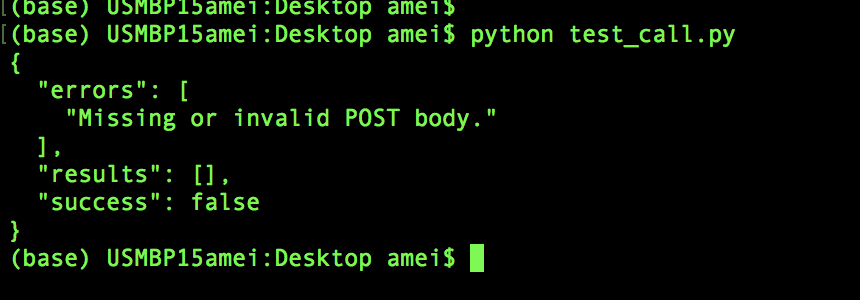 [(base) USMBP15amei:Desktop amei$
[(base) USMBP15amei:Desktop amei$ python test_call.py
{
  "errors": [
    "Missing or invalid POST body."
  ],
  "results": [],
  "success": false
}
(base) USMBP15amei:Desktop amei$